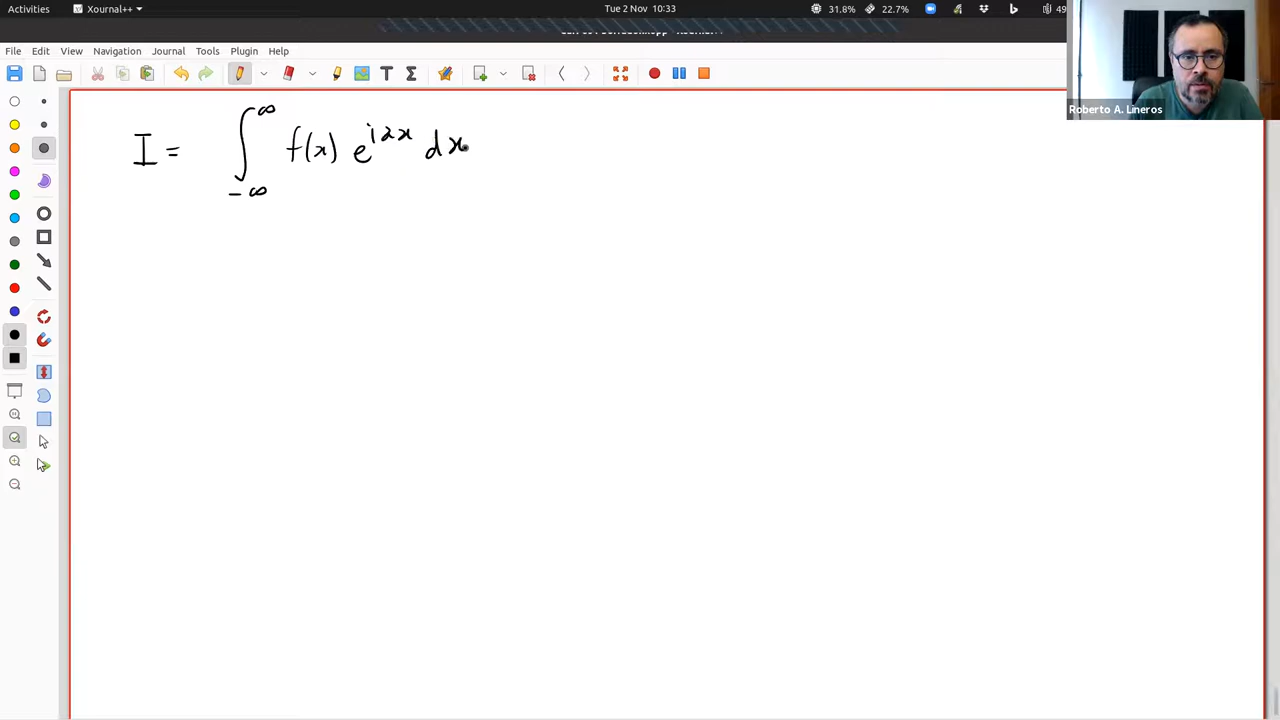 Activities Xournal++ Tue 2 Nov 10:33 31.8% 22.7%
File Edit View Navigation Journal Tools Plugin Help
Roberto A. Lineros
I = ∫_{-∞}^{∞} f(x) e^{i2x} dx